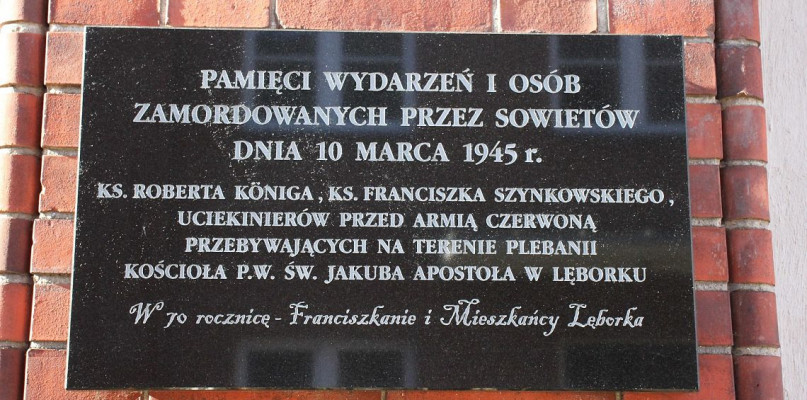 PAMIĘCI WYDARZEŃ I OSÓB
ZAMORDOWANYCH PRZEZ SOWIETÓW
DNIA 10 MARCA 1945 r.
KS. ROBERTA KÖNIGA, KS. FRANCISZKA SZYNKOWSKIEGO,
UCIEKINIERÓW PRZED ARMIĄ CZERWONĄ
PRZEBYWAJĄCYCH NA TERENIE PLEBANII
KOŚCIOŁA P.W. ŚW. JAKUBA APOSTOŁA W LĘBORKU
W 70 rocznicę - Franciszkanie i Mieszkańcy Lęborka